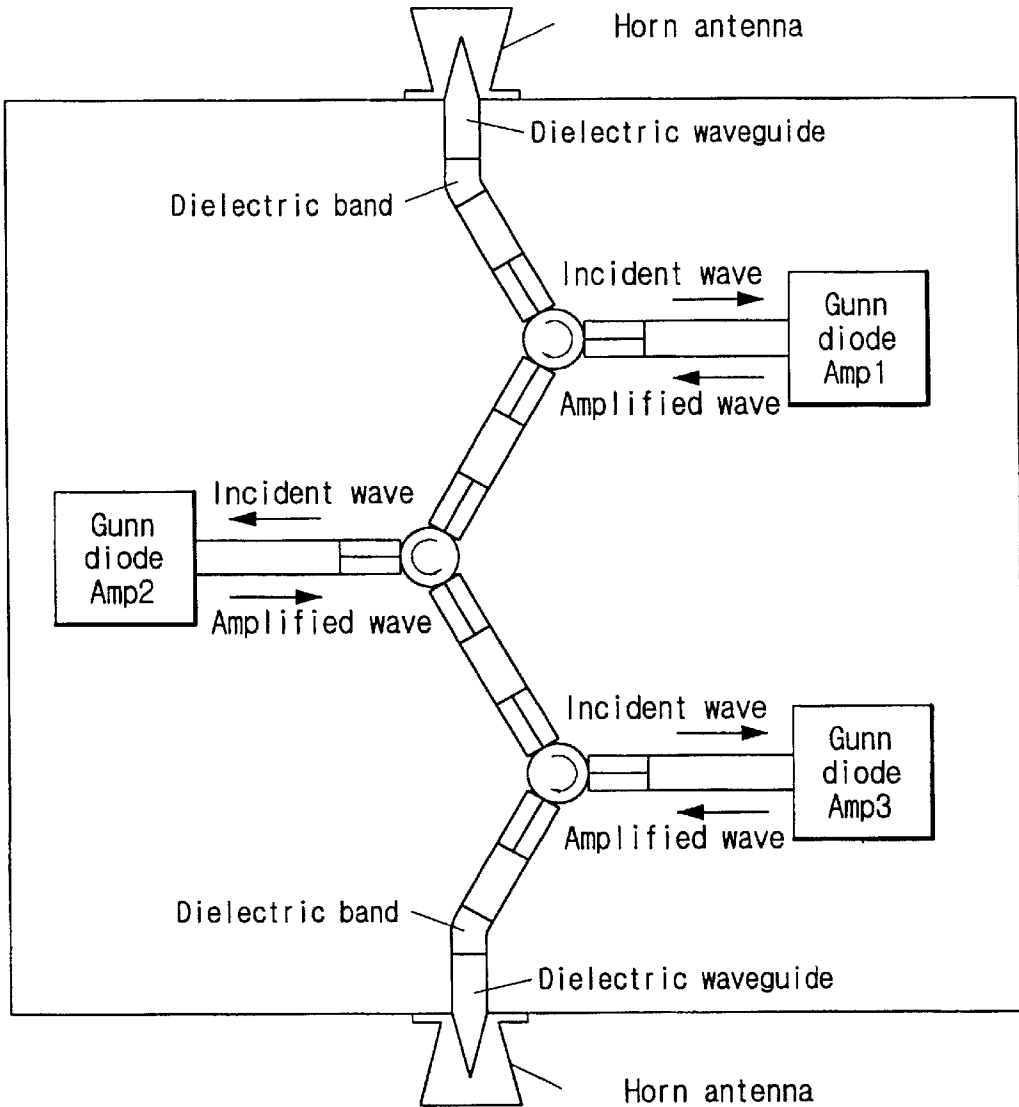 Horn antenna
Dielectric waveguide
Dielectric band
Incident wave
Gunn
diode
Amp1
Amplified wave
Incident wave
Gunn
diode
Amp2
Amplified wave
Incident wave
Gunn
diode
Amp3
Amplified wave
Dielectric band
Dielectric waveguide
Horn antenna